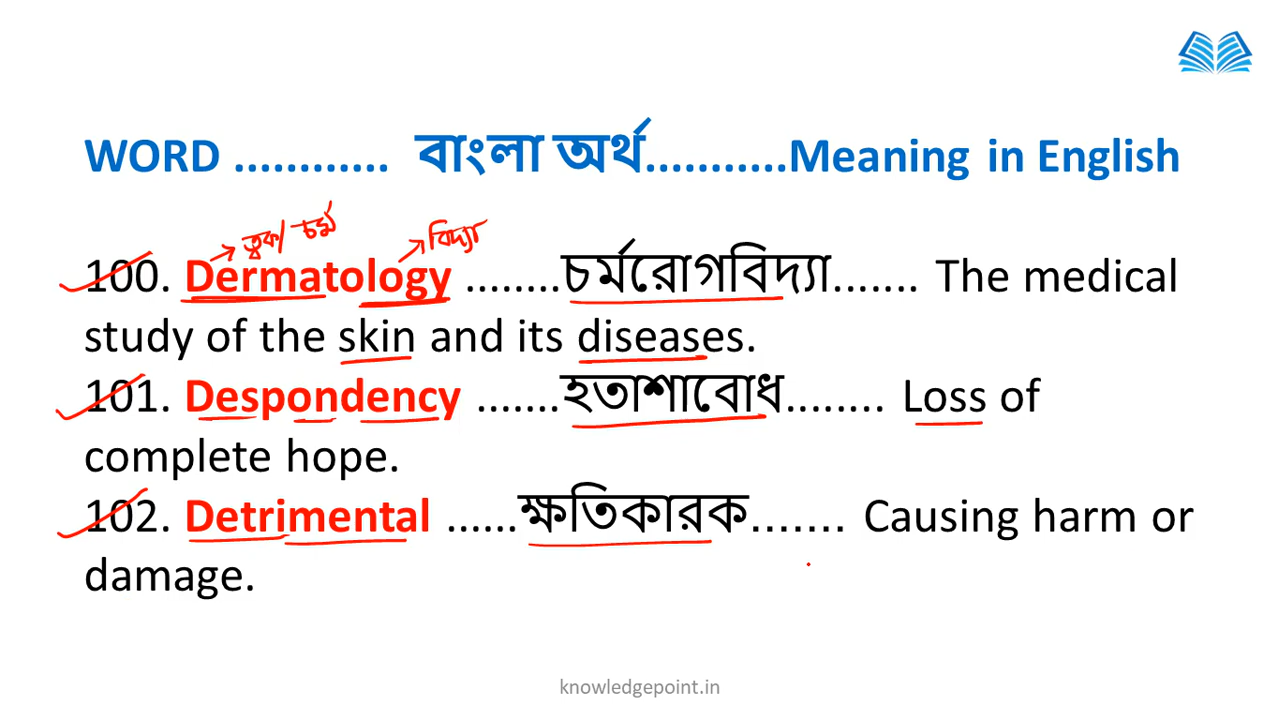 WORD ............ বাংলা অর্থ...........Meaning in English
ত্বক/ চর্ম বিদ্যা
100. Dermatology ........চর্মরোগবিদ্যা....... The medical
study of the skin and its diseases.
101. Despondency .......হতাশাবোধ........ Loss of
complete hope.
102. Detrimental ......ক্ষতিকারক....... Causing harm or
damage.
knowledgepoint.in